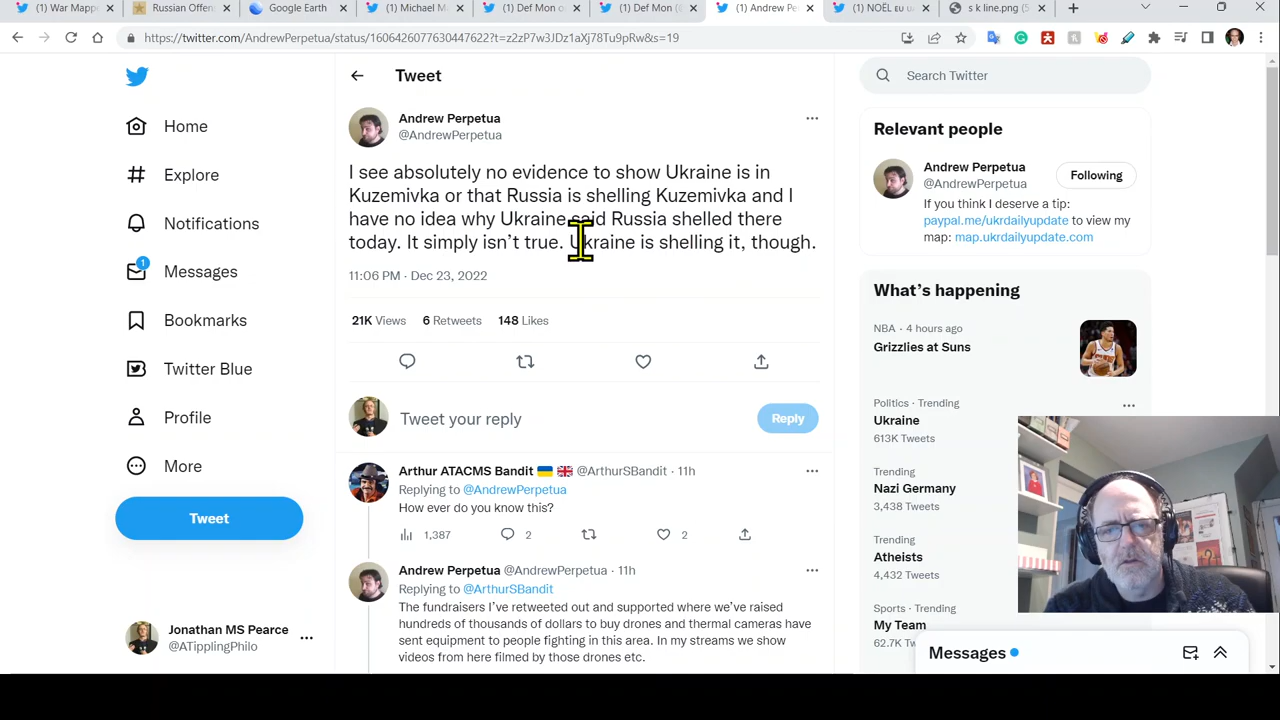 (1) War Mappe
Russian Offen
Google Earth
(1) Michael M
(1) Def Mon o
(1) Def Mon (
(1) Andrew Pe
(1) NOËL EU U
s k line.png (5
https://twitter.com/AndrewPerpetua/status/1606426077630447622?t=z2zP7w3JDz1aXj78Tu9pRw&s=19
Home
Explore
Notifications
1
Messages
Bookmarks
Twitter Blue
Profile
More
Tweet
Jonathan MS Pearce
@ATipplingPhilo
Tweet
Andrew Perpetua
@AndrewPerpetua
I see absolutely no evidence to show Ukraine is in
Kuzemivka or that Russia is shelling Kuzemivka and I
have no idea why Ukraine said Russia shelled there
today. It simply isn't true. Ukraine is shelling it, though.
11:06 PM · Dec 23, 2022
21K Views 6 Retweets 148 Likes
Tweet your reply
Reply
Arthur ATACMS Bandit @ArthurSBandit · 11h
Replying to @AndrewPerpetua
How ever do you know this?
1,387 2 2
Andrew Perpetua @AndrewPerpetua · 11h
Replying to @ArthurSBandit
The fundraisers I've retweeted out and supported where we've raised
hundreds of thousands of dollars to buy drones and thermal cameras have
sent equipment to people fighting in this area. In my streams we show
videos from here filmed by those drones etc.
Search Twitter
Relevant people
Andrew Perpetua
@AndrewPerpetua
Following
If you think I deserve a tip:
paypal.me/ukrdailyupdate to view my
map: map.ukrdailyupdate.com
What's happening
NBA · 4 hours ago
Grizzlies at Suns
Politics · Trending
Ukraine
613K Tweets
Trending
Nazi Germany
3,438 Tweets
Trending
Atheists
4,432 Tweets
Sports · Trending
My Team
62.7K Tw
Messages